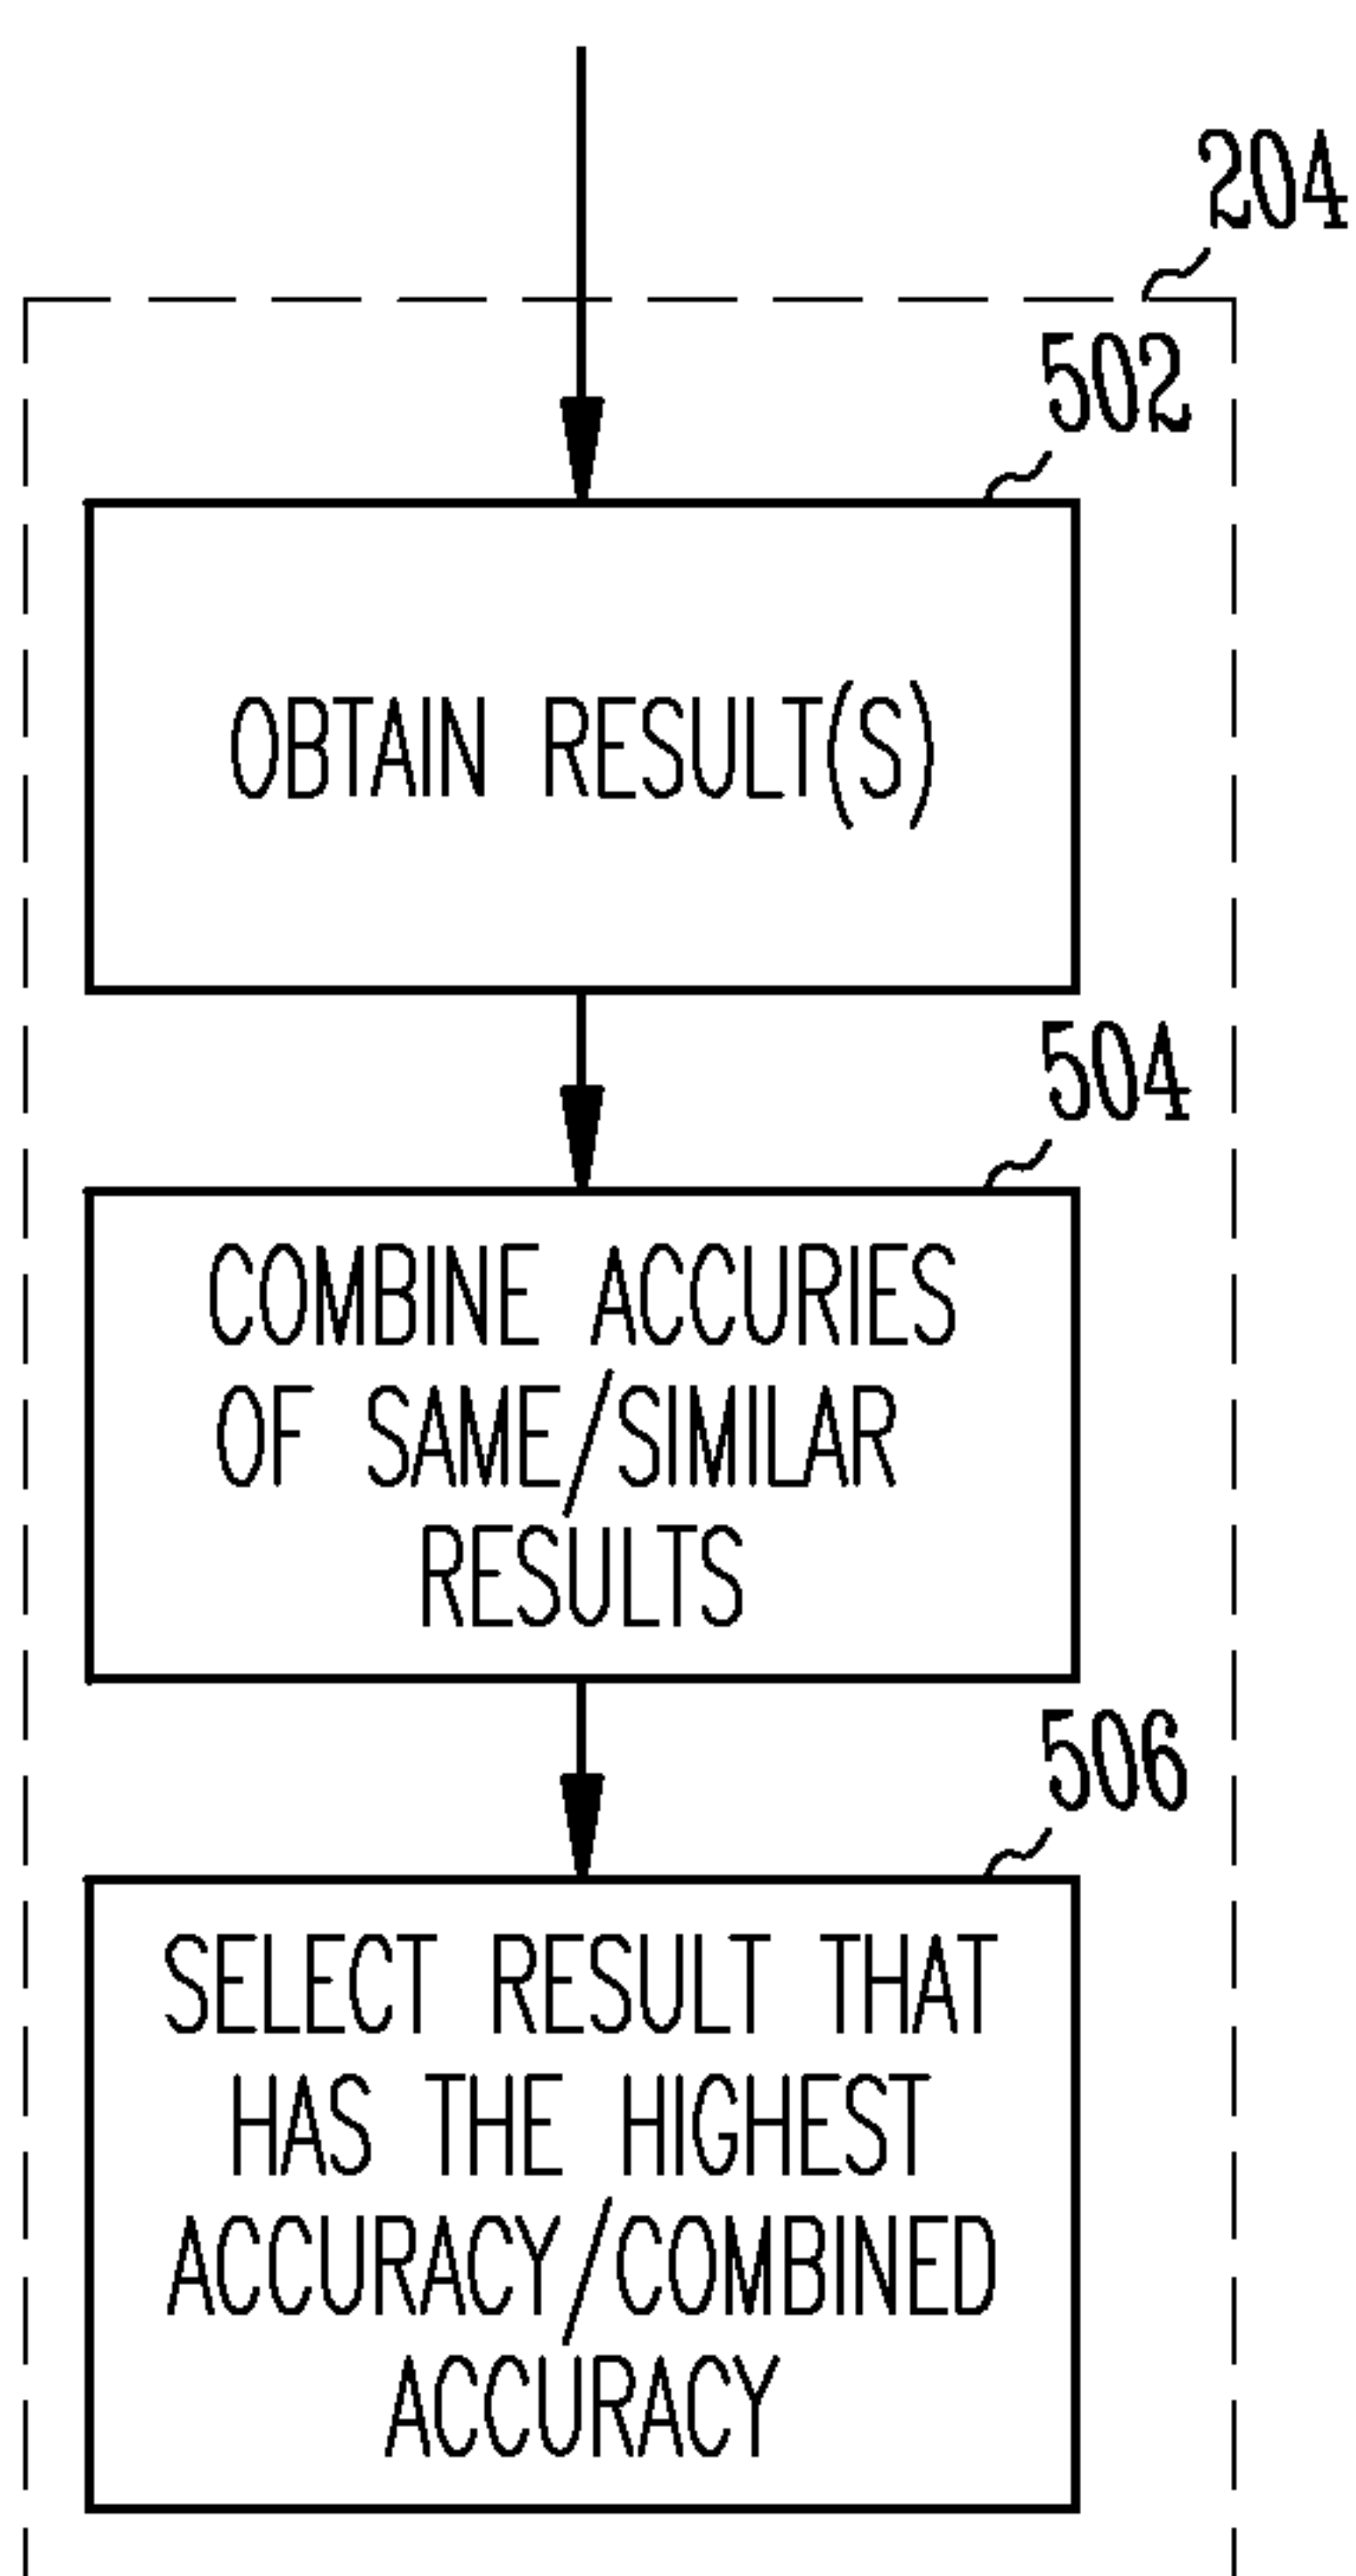 204
502
OBTAIN RESULT(S)
504
COMBINE ACCURIES
OF SAME/SIMILAR
RESULTS
506
SELECT RESULT THAT
HAS THE HIGHEST
ACCURACY/COMBINED
ACCURACY